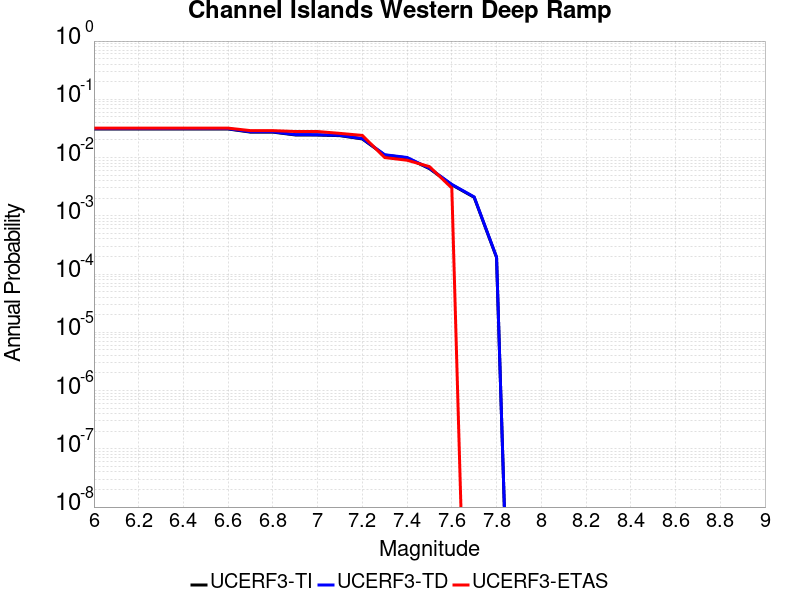 Channel Islands Western Deep Ramp
Annual Probability
10^0
10^-1
10^-2
10^-3
10^-4
10^-5
10^-6
10^-7
10^-8
6 6.2 6.4 6.6 6.8 7 7.2 7.4 7.6 7.8 8 8.2 8.4 8.6 8.8 9
Magnitude
UCERF3-TI UCERF3-TD UCERF3-ETAS